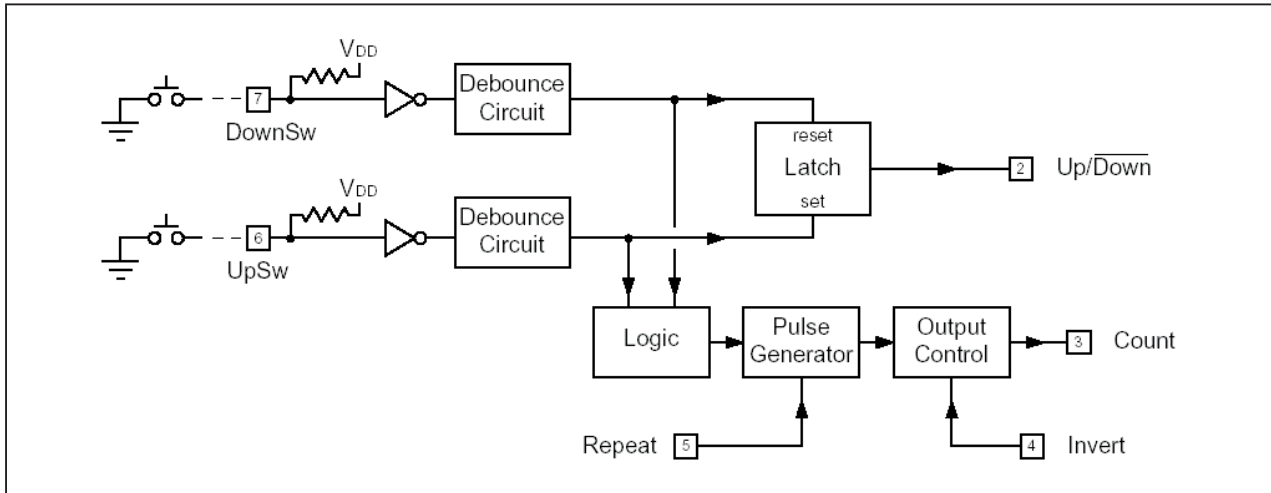 VDD
7
DownSw
Debounce
Circuit
reset
Latch
set
2
Up/Down
VDD
6
UpSw
Debounce
Circuit
Logic
Pulse
Generator
Output
Control
3
Count
Repeat
5
4
Invert